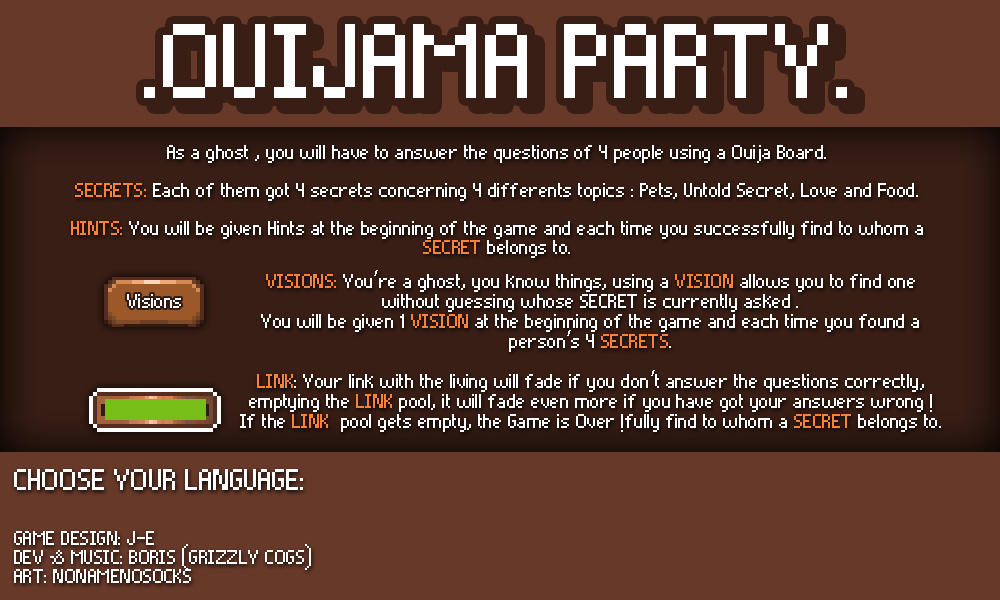 .OUIJAMA PARTY.
As a ghost , you will have to answer the questions of 4 people using a Ouija Board.
SECRETS: Each of them got 4 secrets concerning 4 differents topics : Pets, Untold Secret, Love and Food.
HINTS: You will be given Hints at the beginning of the game and each time you successfully find to whom a
SECRET belongs to.
Visions
VISIONS: You're a ghost, you know things, using a VISION allows you to find one
without guessing whose SECRET is currently asked .
You will be given 1 VISION at the beginning of the game and each time you found a
person's 4 SECRETS.
LINK: Your link with the living will fade if you don't answer the questions correctly,
emptying the LINK pool, it will fade even more if you have got your answers wrong !
If the LINK pool gets empty, the Game is Over !fully find to whom a SECRET belongs to.
CHOOSE YOUR LANGUAGE:
GAME DESIGN: J-E
DEV & MUSIC: BORIS (GRIZZLY COGS)
ART: NONAMENOSOCKS